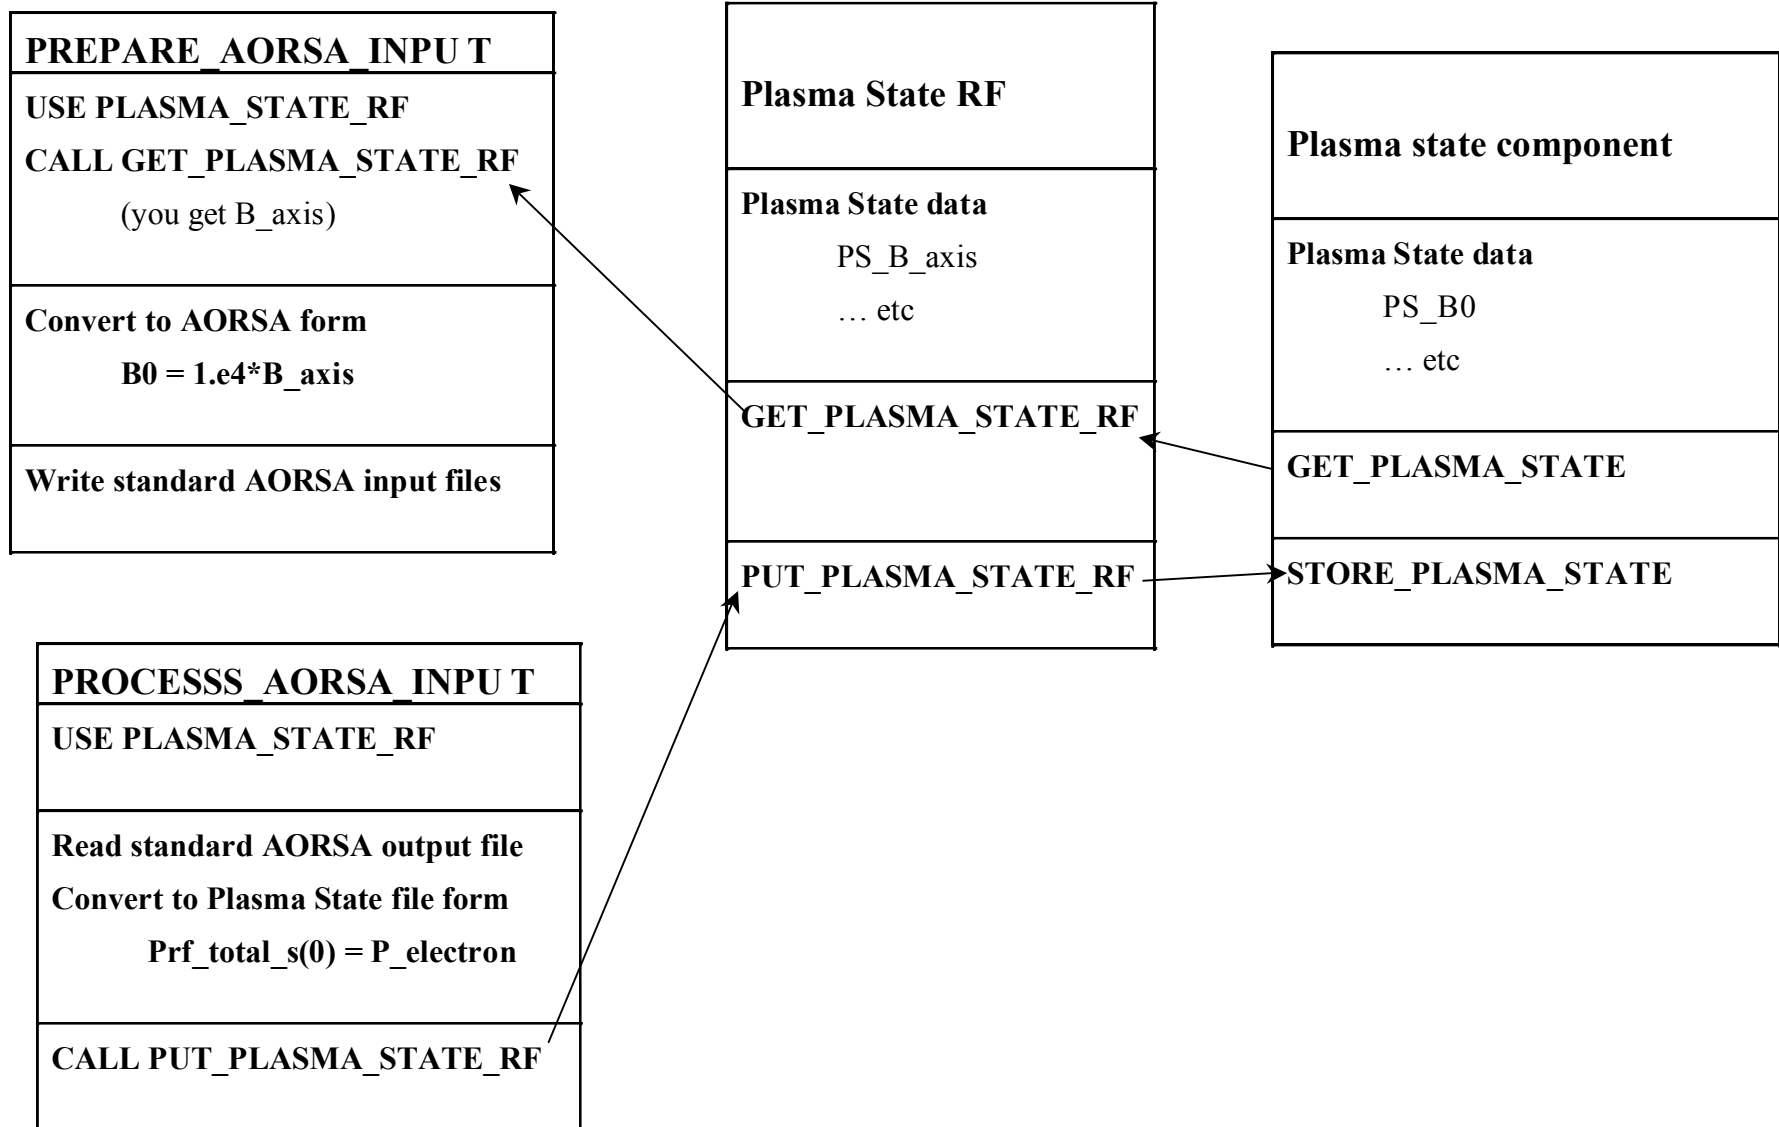 PREPARE_AORSA_INPU T
USE PLASMA_STATE_RF
CALL GET_PLASMA_STATE_RF
(you get B_axis)
Convert to AORSA form
B0 = 1.e4*B_axis
Write standard AORSA input files
PROCESSS_AORSA_INPU T
USE PLASMA_STATE_RF
Read standard AORSA output file
Convert to Plasma State file form
Prf_total_s(0) = P_electron
CALL PUT_PLASMA_STATE_RF
Plasma State RF
Plasma State data
PS_B_axis
… etc
GET_PLASMA_STATE_RF
PUT_PLASMA_STATE_RF
Plasma state component
Plasma State data
PS_B0
… etc
GET_PLASMA_STATE
STORE_PLASMA_STATE